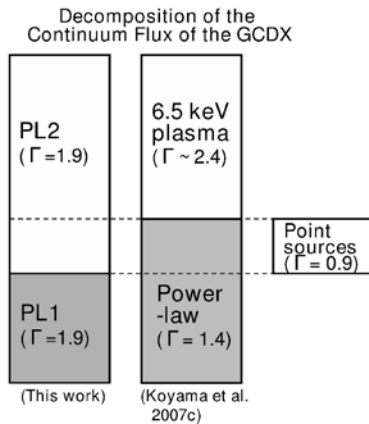 Decomposition of the
Continuum Flux of the GCDX
PL2
(Γ=1.9)
PL1
(Γ=1.9)
(This work)
6.5 keV
plasma
(Γ ~ 2.4)
Power
-law
(Γ = 1.4)
(Koyama et al.
2007c)
Point
sources
(Γ = 0.9)